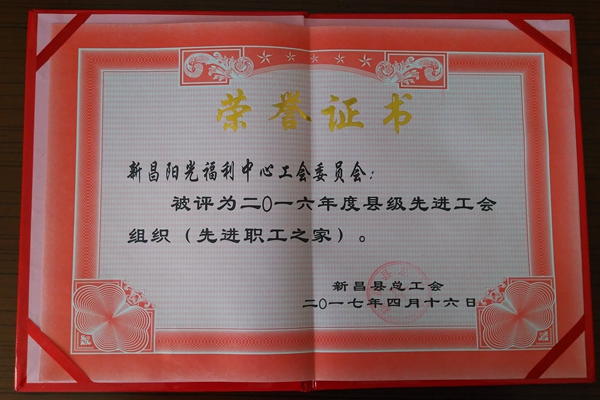 荣誉证书
新昌阳光福利中心工会委员会：
被评为二〇一六年度县级先进工会
组织（先进职工之家）。
新昌县总工会
二〇一七年四月十六日